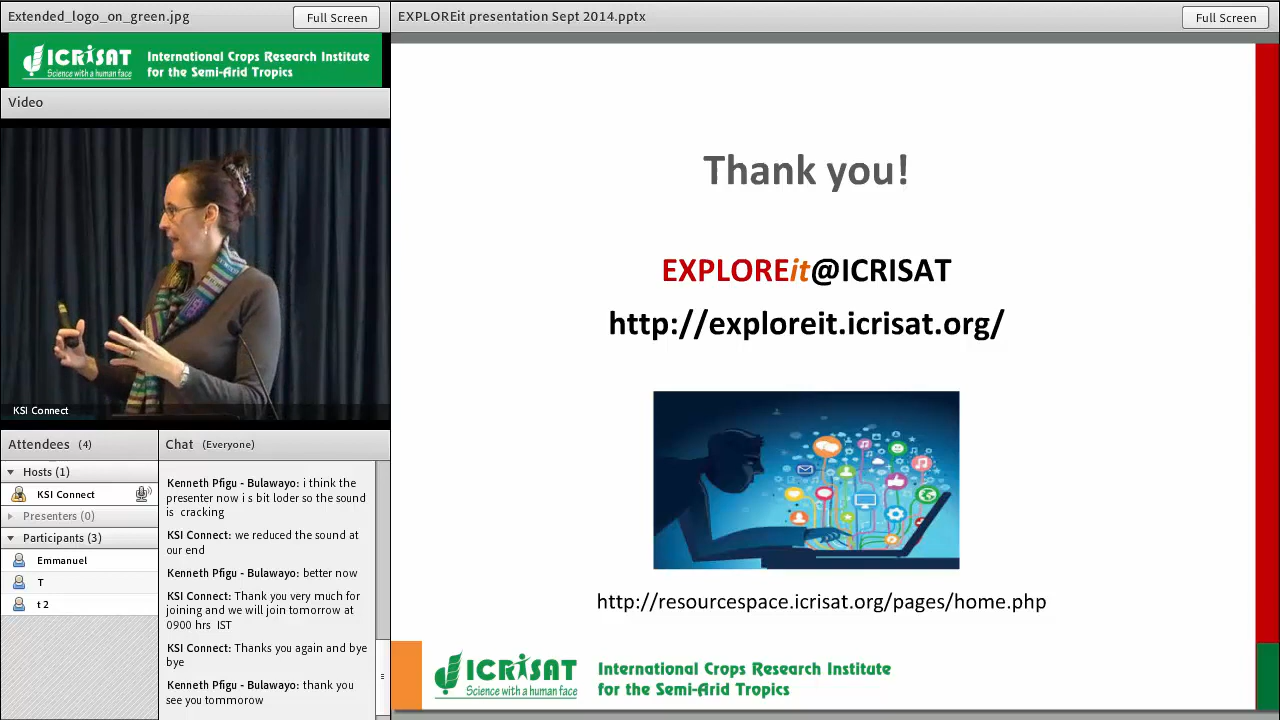 Extended_logo_on_green.jpg
Full Screen
ICRISAT
Science with a human face
International Crops Research Institute
for the Semi-Arid Tropics
Video
KSI Connect
Attendees (4)
Hosts (1)
KSI Connect
Presenters (0)
Participants (3)
Emmanuel
T
t 2
Chat (Everyone)
Kenneth Pfigu - Bulawayo: i think the
presenter now i s bit loder so the sound
is cracking
KSI Connect: we reduced the sound at
our end
Kenneth Pfigu - Bulawayo: better now
KSI Connect: Thank you very much for
joining and we will join tomorrow at
0900 hrs IST
KSI Connect: Thanks you again and bye
bye
Kenneth Pfigu - Bulawayo: thank you
see you tommorow
EXPLOREit presentation Sept 2014.pptx
Full Screen
Thank you!
EXPLOREit@ICRISAT
http://exploreit.icrisat.org/
http://resourcespace.icrisat.org/pages/home.php
ICRISAT
Science with a human face
International Crops Research Institute
for the Semi-Arid Tropics